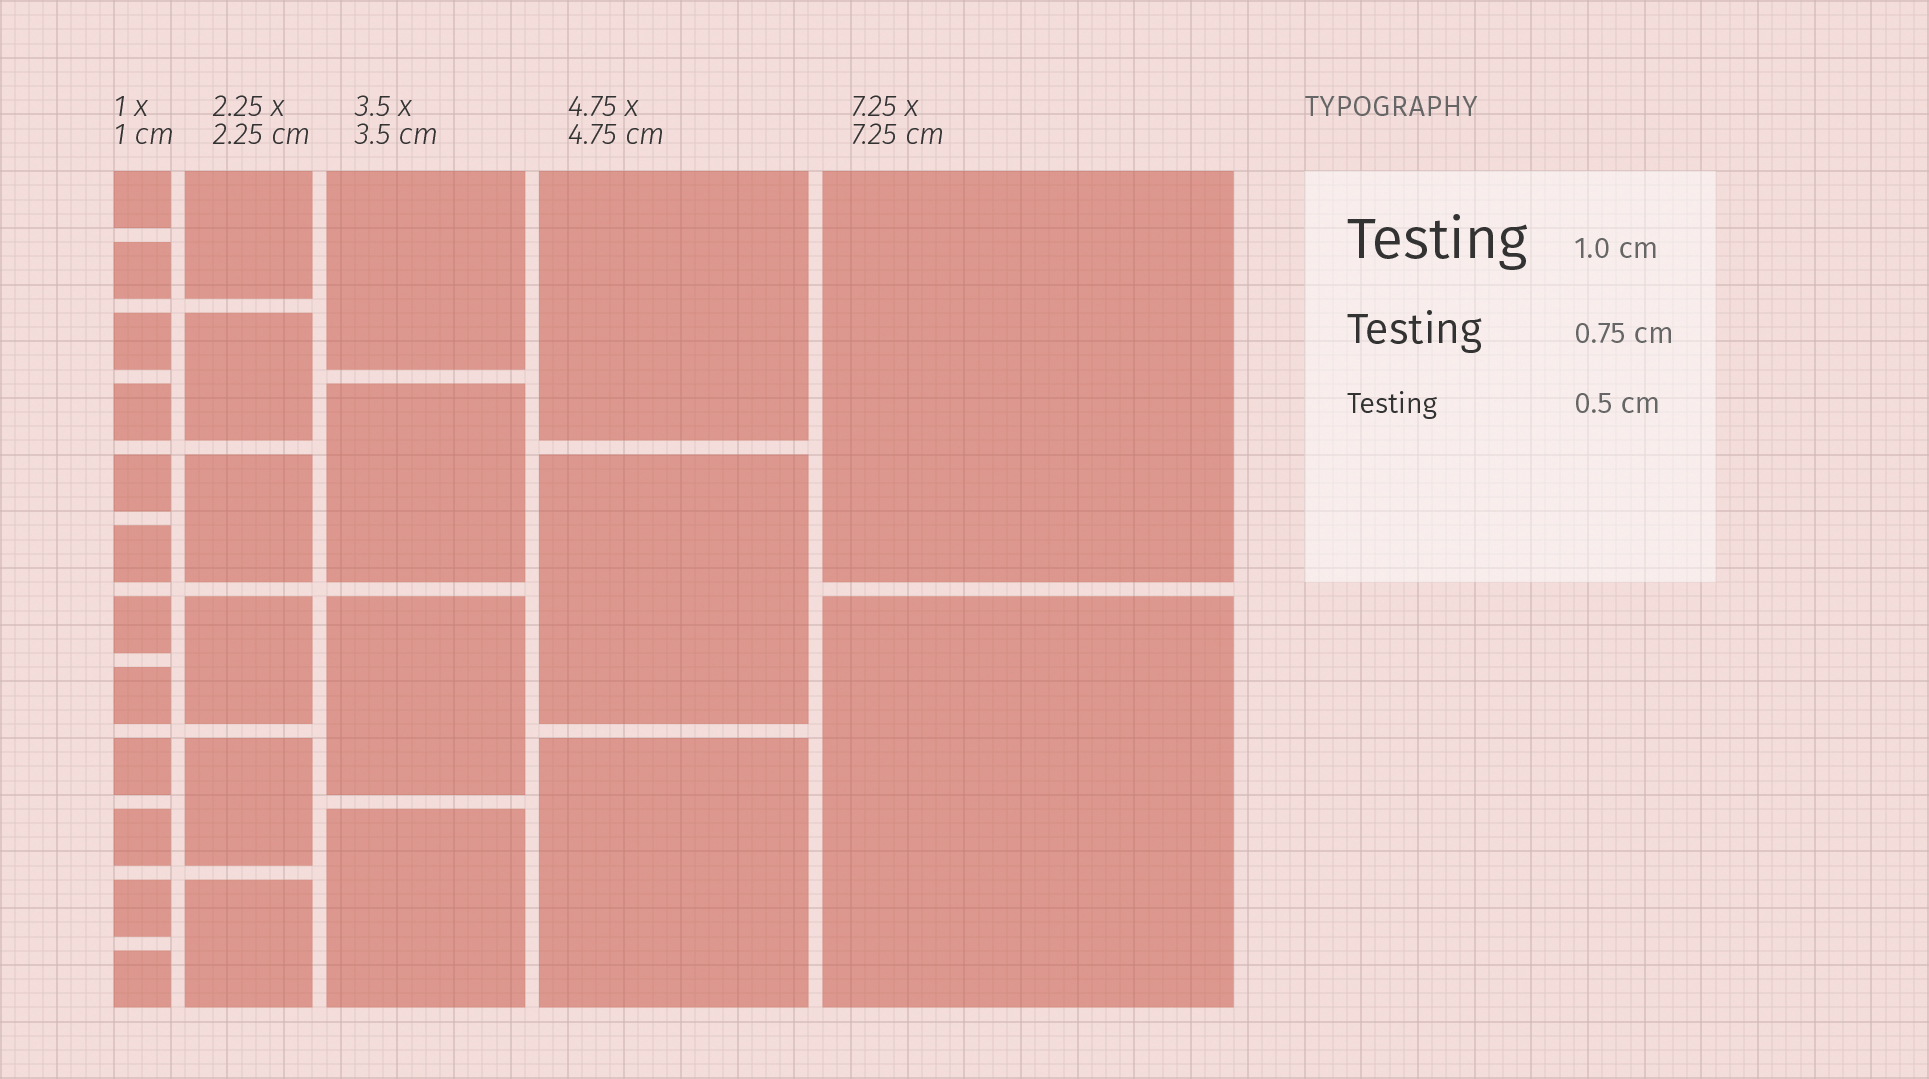 1 x
1 cm
2.25 x
2.25 cm
3.5 x
3.5 cm
4.75 x
4.75 cm
7.25 x
7.25 cm
TYPOGRAPHY
Testing 1.0 cm
Testing 0.75 cm
Testing 0.5 cm